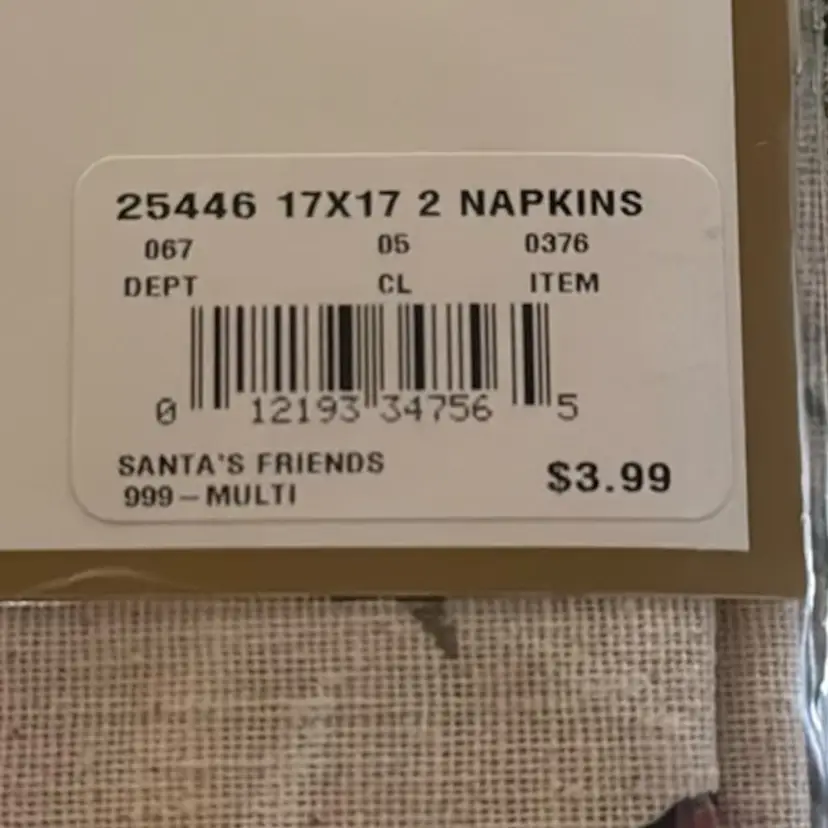 25446 17X17 2 NAPKINS
067 05 0376
DEPT CL ITEM
0 12193 34756 5
SANTA'S FRIENDS
999-MULTI
$3.99